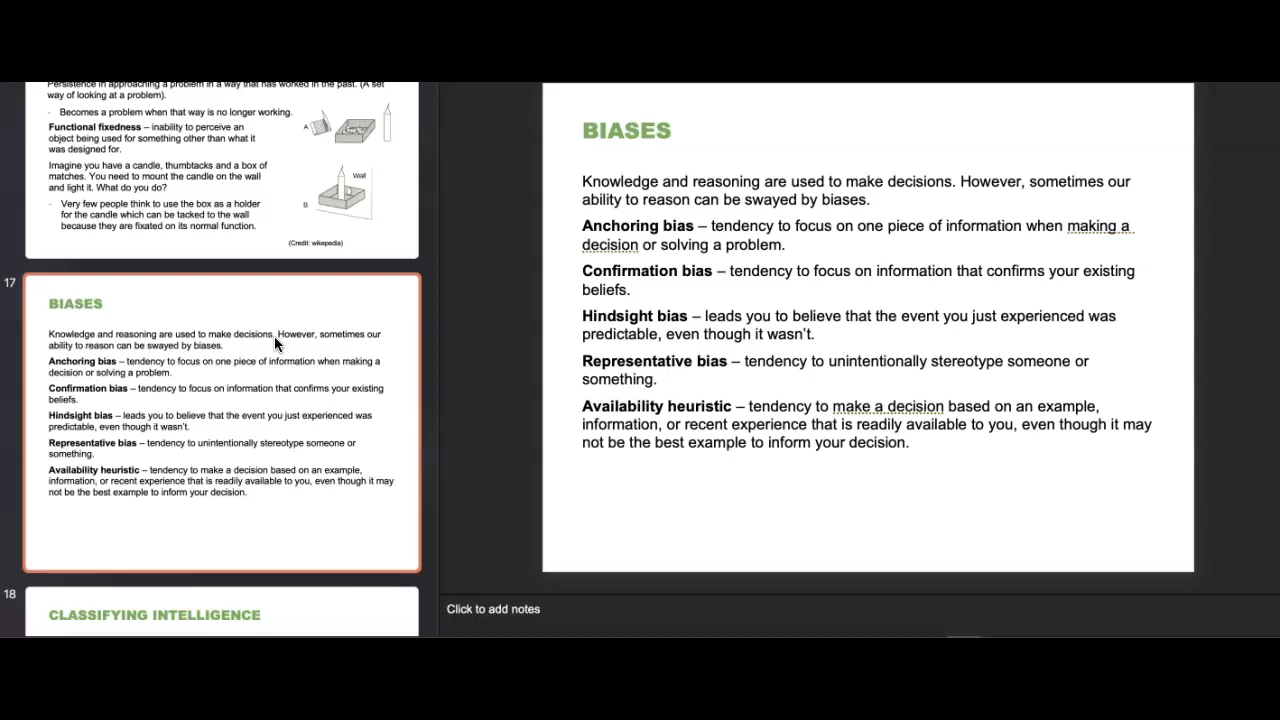 Persistence in approaching a problem in a way that has worked in the past. (A set
way of looking at a problem).
- Becomes a problem when that way is no longer working.
Functional fixedness – inability to perceive an
object being used for something other than what it
was designed for.
Imagine you have a candle, thumbtacks and a box of
matches. You need to mount the candle on the wall
and light it. What do you do?
- Very few people think to use the box as a holder
for the candle which can be tacked to the wall
because they are fixated on its normal function.
A
Wall
B
(Credit: wikepedia)
17
BIASES
Knowledge and reasoning are used to make decisions. However, sometimes our
ability to reason can be swayed by biases.
Anchoring bias – tendency to focus on one piece of information when making a
decision or solving a problem.
Confirmation bias – tendency to focus on information that confirms your existing
beliefs.
Hindsight bias – leads you to believe that the event you just experienced was
predictable, even though it wasn't.
Representative bias – tendency to unintentionally stereotype someone or
something.
Availability heuristic – tendency to make a decision based on an example,
information, or recent experience that is readily available to you, even though it may
not be the best example to inform your decision.
18
CLASSIFYING INTELLIGENCE
BIASES
Knowledge and reasoning are used to make decisions. However, sometimes our
ability to reason can be swayed by biases.
Anchoring bias – tendency to focus on one piece of information when making a
decision or solving a problem.
Confirmation bias – tendency to focus on information that confirms your existing
beliefs.
Hindsight bias – leads you to believe that the event you just experienced was
predictable, even though it wasn't.
Representative bias – tendency to unintentionally stereotype someone or
something.
Availability heuristic – tendency to make a decision based on an example,
information, or recent experience that is readily available to you, even though it may
not be the best example to inform your decision.
Click to add notes